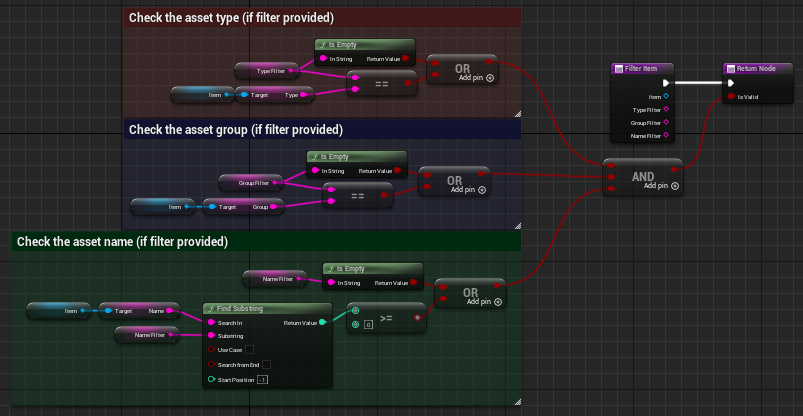 Check the asset type (if filter provided)
Is Empty
In String Return Value
Type Filter
==
Item
Target Type
OR
Add pin
Filter Item
Item
Type Filter
Group Filter
Name Filter
Return Node
Is Valid
Check the asset group (if filter provided)
Is Empty
In String Return Value
Group Filter
==
Item
Target Group
OR
Add pin
AND
Add pin
Check the asset name (if filter provided)
Is Empty
In String Return Value
Name Filter
OR
Add pin
Item
Target Name
Name Filter
Find Substring
Search In Return Value
Substring
Use Case
Search from End
Start Position -1
0 >=